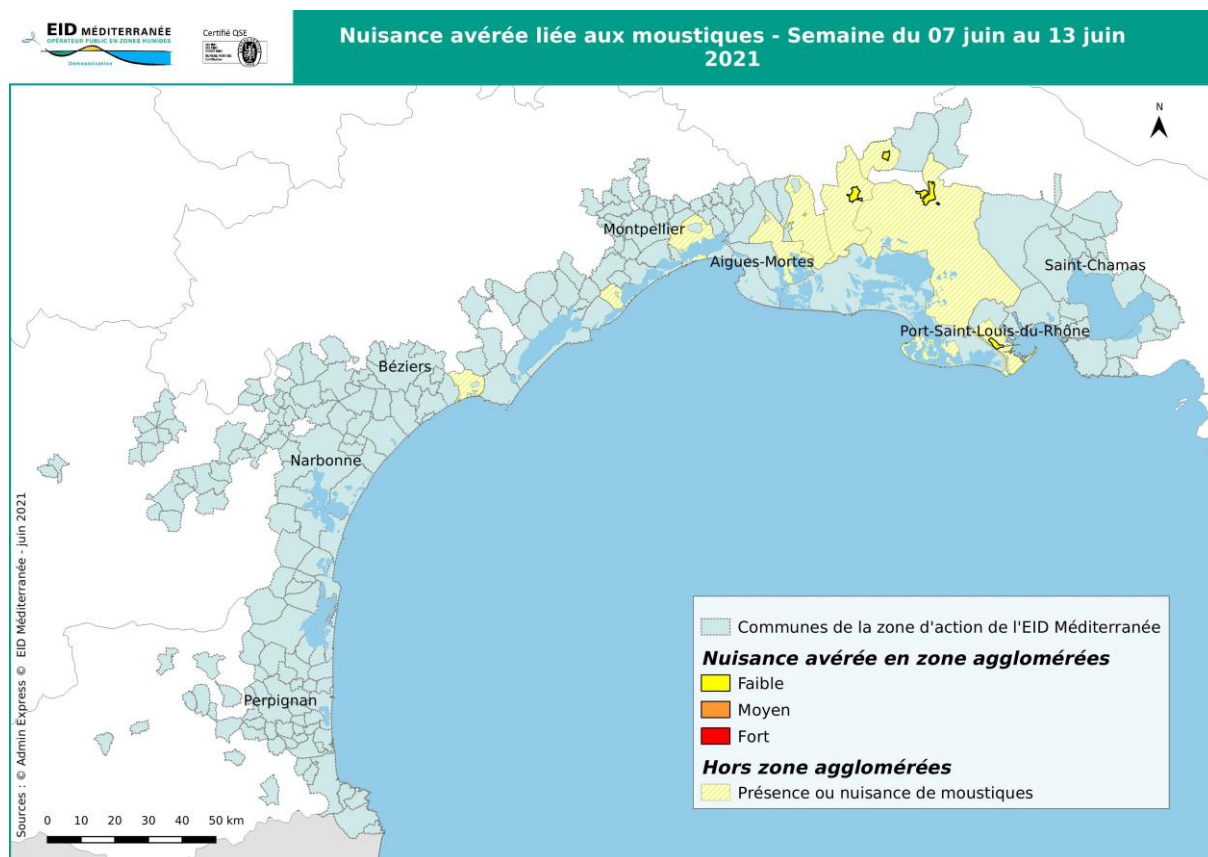 EID MÉDITERRANÉE
OPÉRATEUR PUBLIC EN ZONES HUMIDES
Démoustication
Certifié QSE
Nuisance avérée liée aux moustiques - Semaine du 07 juin au 13 juin
2021
N
Montpellier
Aigues-Mortes
Saint-Chamas
Port-Saint-Louis-du-Rhône
Béziers
Narbonne
Perpignan
Communes de la zone d'action de l'EID Méditerranée
Nuisance avérée en zone agglomérées
Faible
Moyen
Fort
Hors zone agglomérées
Présence ou nuisance de moustiques
0 10 20 30 40 50 km
Sources : © Admin Express © EID Méditerranée - juin 2021